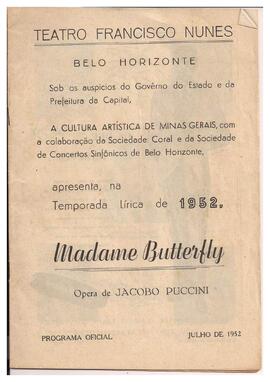 TEATRO FRANCISCO NUNES
BELO HORIZONTE
Sob os auspicios do Govêrno do Estado e da
Prefeitura da Capital,
A CULTURA ARTÍSTICA DE MINAS GERAIS, com
a colaboração da Sociedade Coral e da Sociedade
de Concertos Sinfônicos de Belo Horizonte,
apresenta, na
Temporada Lírica de 1952,
Madame Butterfly
Opera de JACOBO PUCCINI
PROGRAMA OFICIAL JULHO DE 1952